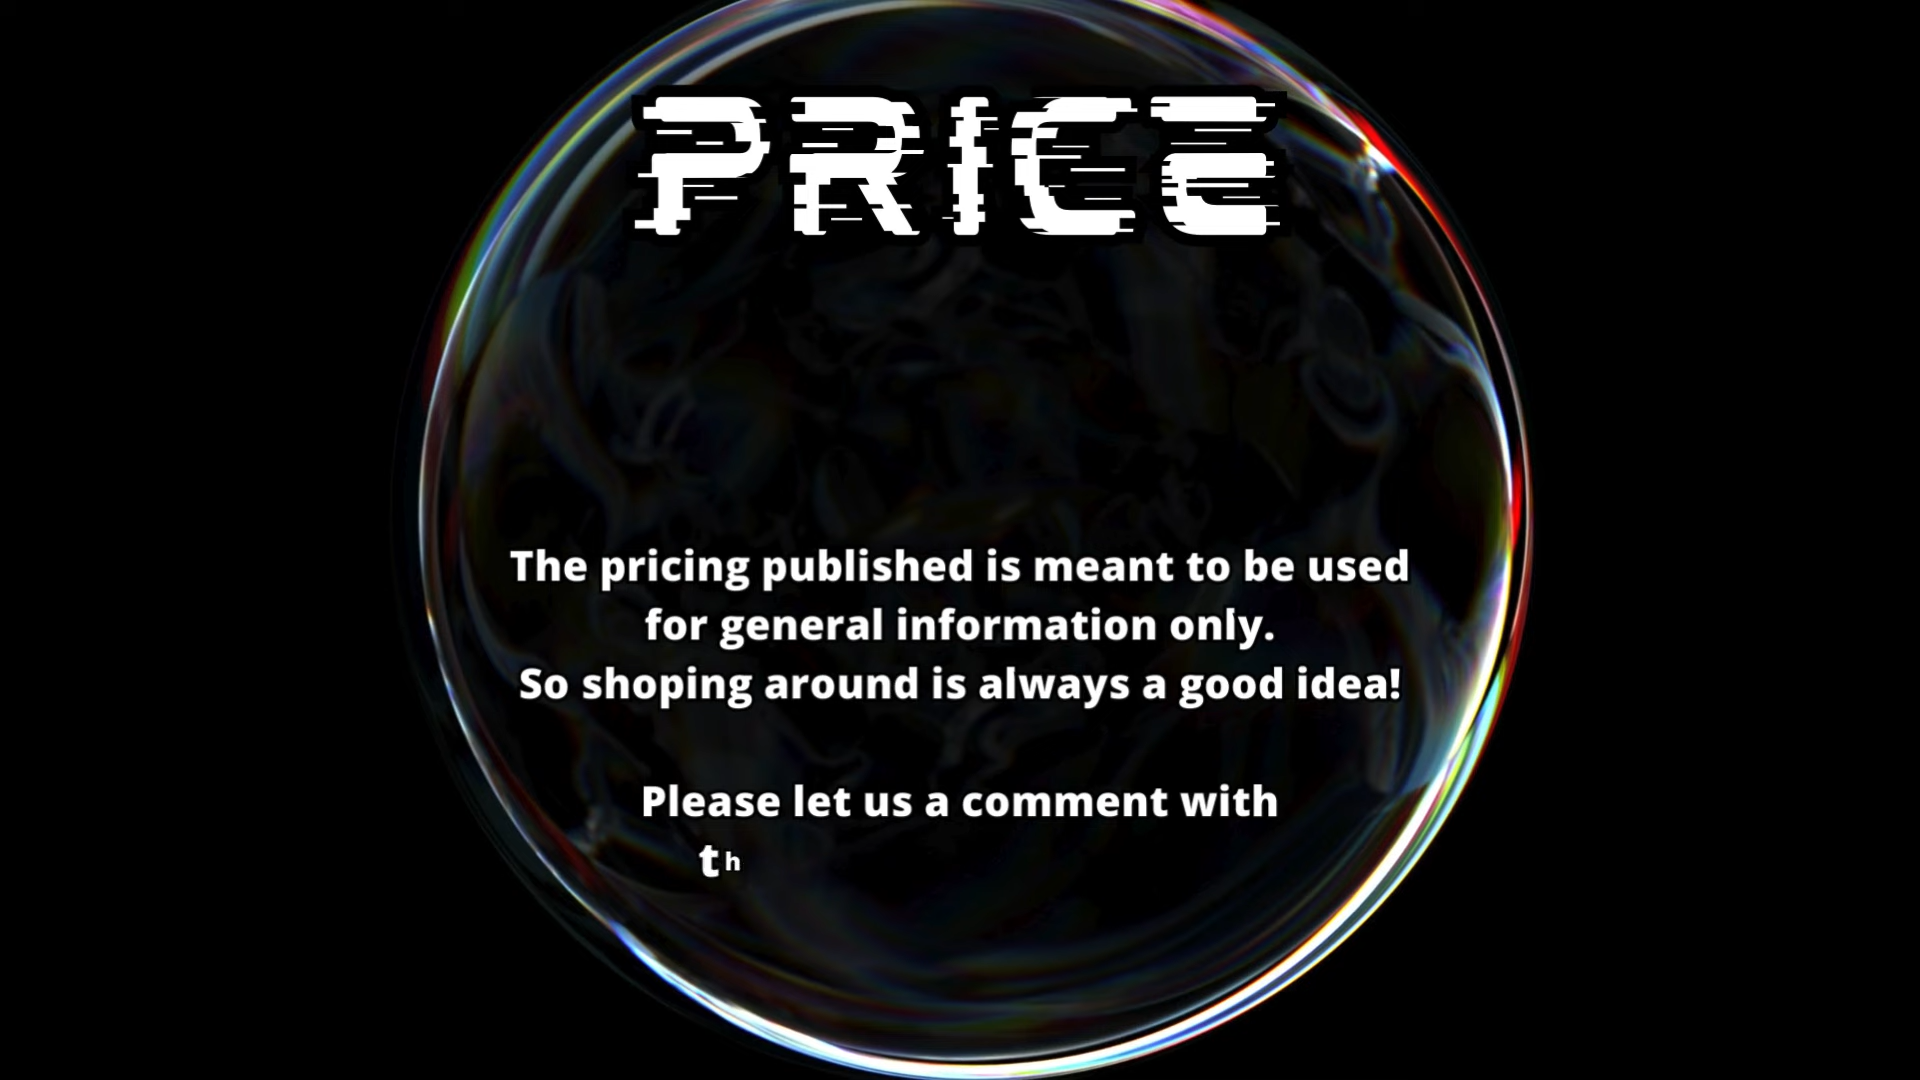 PRICE
The pricing published is meant to be used
for general information only.
So shoping around is always a good idea!
Please let us a comment with
th